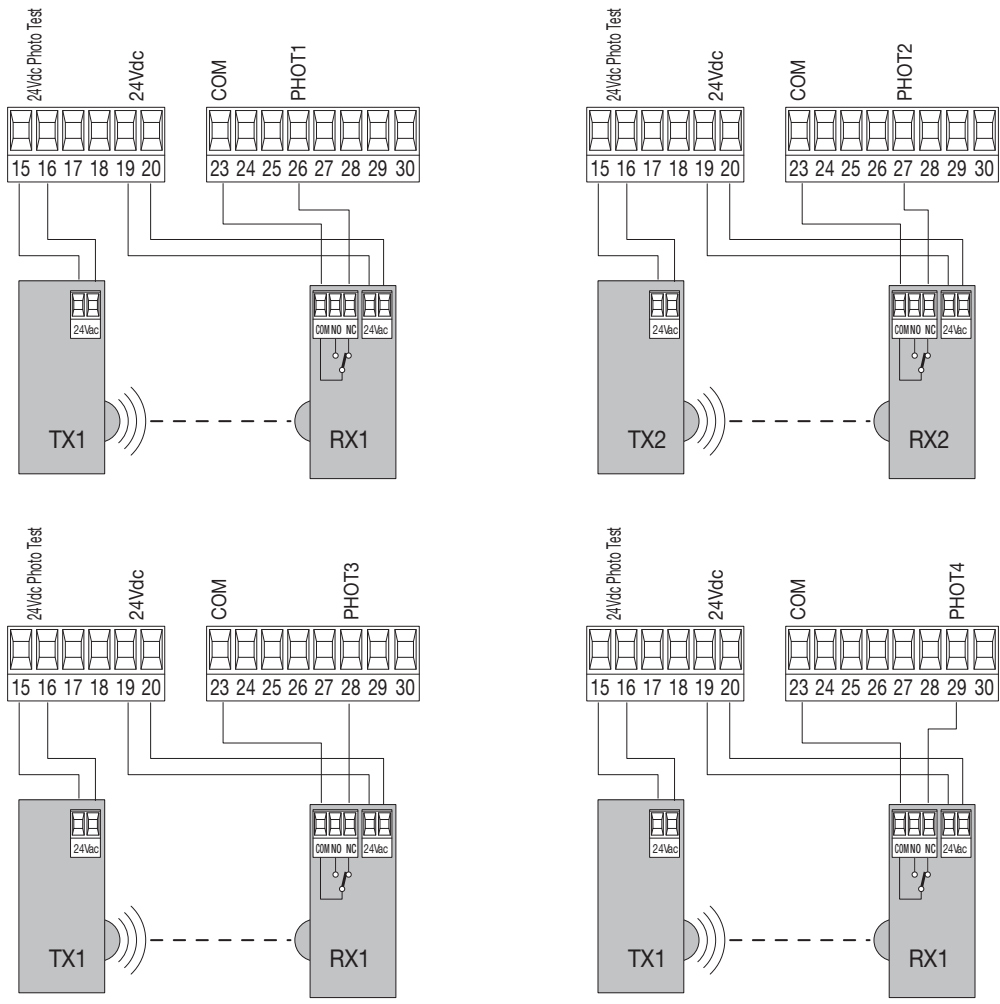 24Vdc Photo Test 24Vdc COM PHOT1
15 16 17 18 19 20 23 24 25 26 27 28 29 30
24Vac COM NO NC 24Vac
TX1 RX1
24Vdc Photo Test 24Vdc COM PHOT2
15 16 17 18 19 20 23 24 25 26 27 28 29 30
24Vac COM NO NC 24Vac
TX2 RX2
24Vdc Photo Test 24Vdc COM PHOT3
15 16 17 18 19 20 23 24 25 26 27 28 29 30
24Vac COM NO NC 24Vac
TX1 RX1
24Vdc Photo Test 24Vdc COM PHOT4
15 16 17 18 19 20 23 24 25 26 27 28 29 30
24Vac COM NO NC 24Vac
TX1 RX1